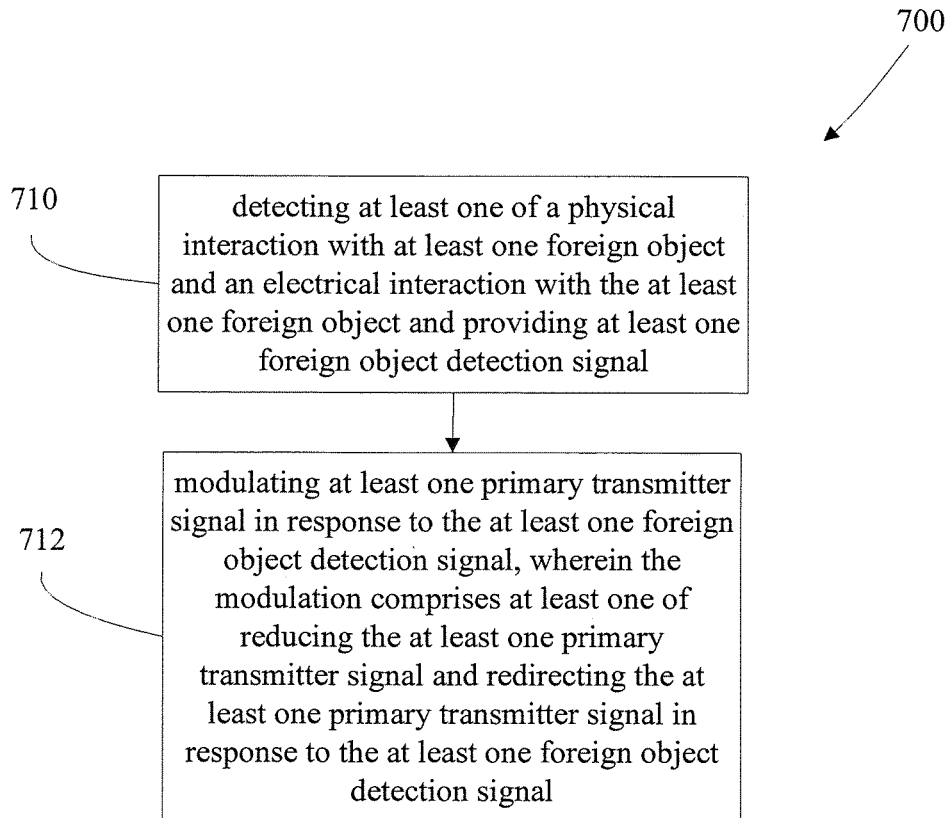 700
710
detecting at least one of a physical
interaction with at least one foreign object
and an electrical interaction with the at least
one foreign object and providing at least one
foreign object detection signal
712
modulating at least one primary transmitter
signal in response to the at least one foreign
object detection signal, wherein the
modulation comprises at least one of
reducing the at least one primary
transmitter signal and redirecting the at
least one primary transmitter signal in
response to the at least one foreign object
detection signal